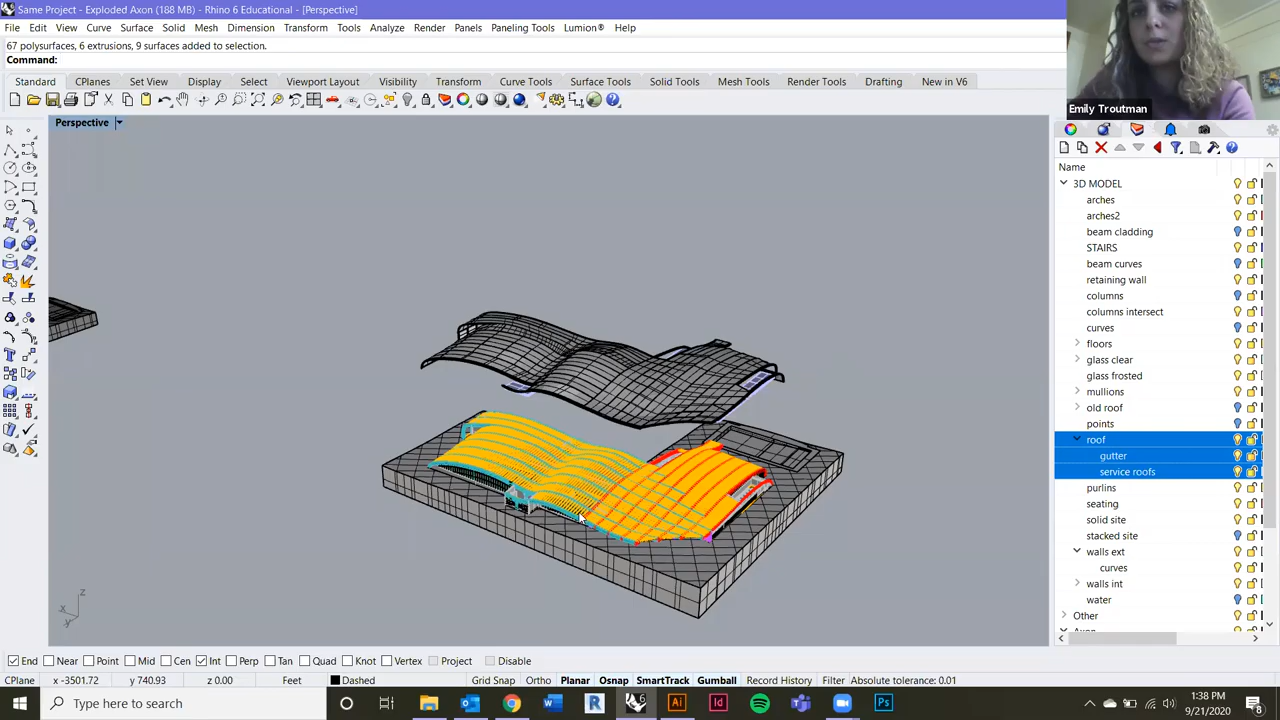 Same Project - Exploded Axon (188 MB) - Rhino 6 Educational - [Perspective]
File Edit View Curve Surface Solid Mesh Dimension Transform Tools Analyze Render Panels Paneling Tools Lumion® Help
67 polysurfaces, 6 extrusions, 9 surfaces added to selection.
Command:
Standard CPlanes Set View Display Select Viewport Layout Visibility Transform Curve Tools Surface Tools Solid Tools Mesh Tools Render Tools Drafting New in V6
Emily Troutman
Perspective
Name
3D MODEL
arches
arches2
beam cladding
STAIRS
beam curves
retaining wall
columns
columns intersect
curves
floors
glass clear
glass frosted
mullions
old roof
points
roof
gutter
service roofs
purlins
seating
solid site
stacked site
walls ext
curves
walls int
water
Other
z
x
y
End Near Point Mid Cen Int Perp Tan Quad Knot Vertex Project Disable
CPlane x -3501.72 y 740.93 z 0.00 Feet Dashed Grid Snap Ortho Planar Osnap SmartTrack Gumball Record History Filter Absolute tolerance: 0.01
Type here to search
1:38 PM
9/21/2020